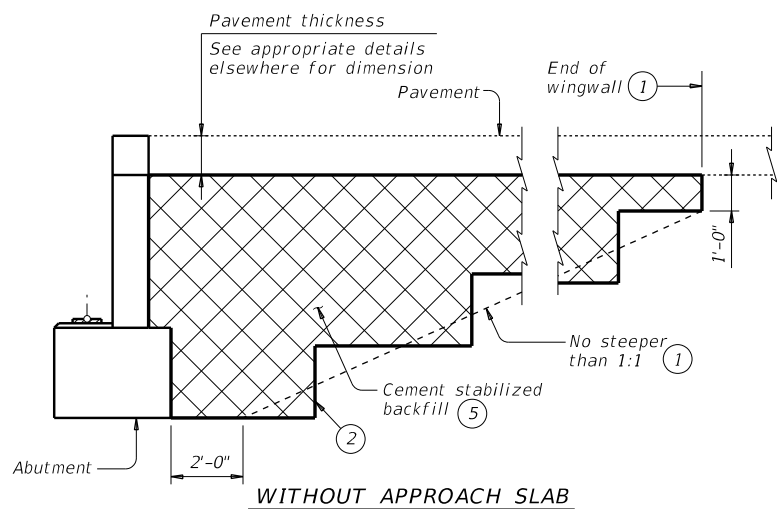 Pavement thickness
See appropriate details
elsewhere for dimension
Pavement
End of
wingwall 1
1'-0"
No steeper
than 1:1 1
Cement stabilized
backfill 5
2
Abutment
2'-0"
WITHOUT APPROACH SLAB